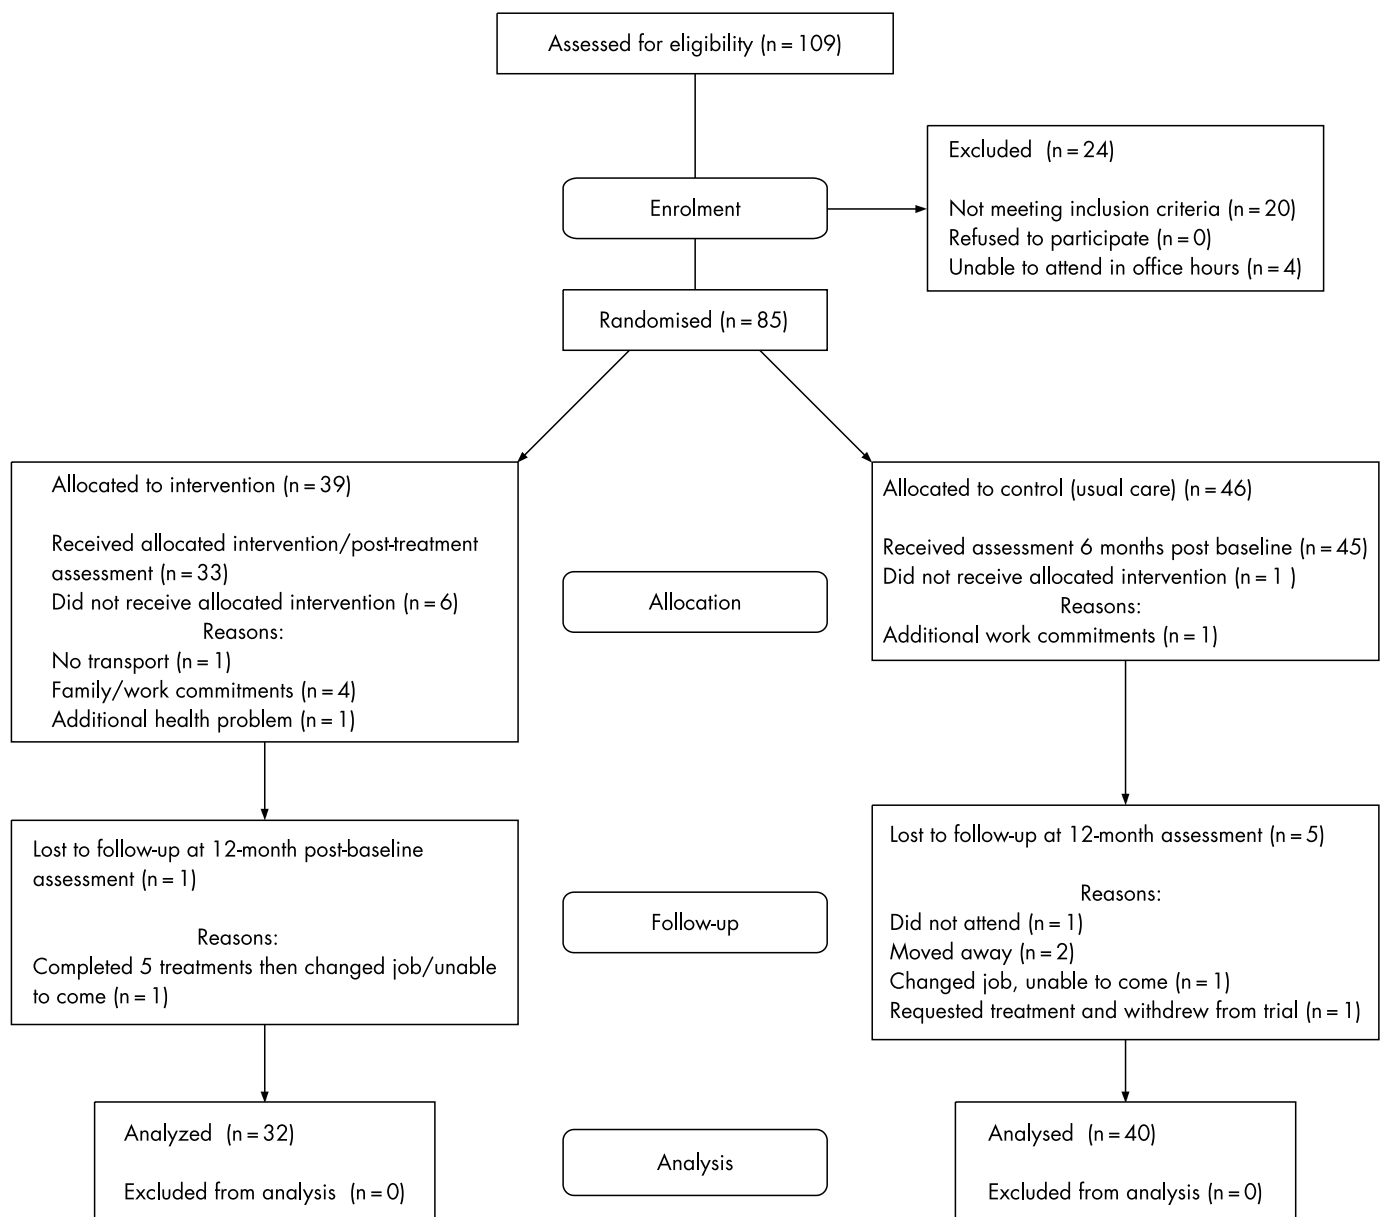 Assessed for eligibility (n = 109)
Excluded (n = 24)
Not meeting inclusion criteria (n = 20)
Refused to participate (n = 0)
Unable to attend in office hours (n = 4)
Enrolment
Randomised (n = 85)
Allocated to intervention (n = 39)
Received allocated intervention/post-treatment
assessment (n = 33)
Did not receive allocated intervention (n = 6)
Reasons:
No transport (n = 1)
Family/work commitments (n = 4)
Additional health problem (n = 1)
Allocation
Allocated to control (usual care) (n = 46)
Received assessment 6 months post baseline (n = 45)
Did not receive allocated intervention (n = 1 )
Reasons:
Additional work commitments (n = 1)
Lost to follow-up at 12-month post-baseline
assessment (n = 1)
Reasons:
Completed 5 treatments then changed job/unable
to come (n = 1)
Follow-up
Lost to follow-up at 12-month assessment (n = 5)
Reasons:
Did not attend (n = 1)
Moved away (n = 2)
Changed job, unable to come (n = 1)
Requested treatment and withdrew from trial (n = 1)
Analyzed (n = 32)
Excluded from analysis (n = 0)
Analysis
Analysed (n = 40)
Excluded from analysis (n = 0)